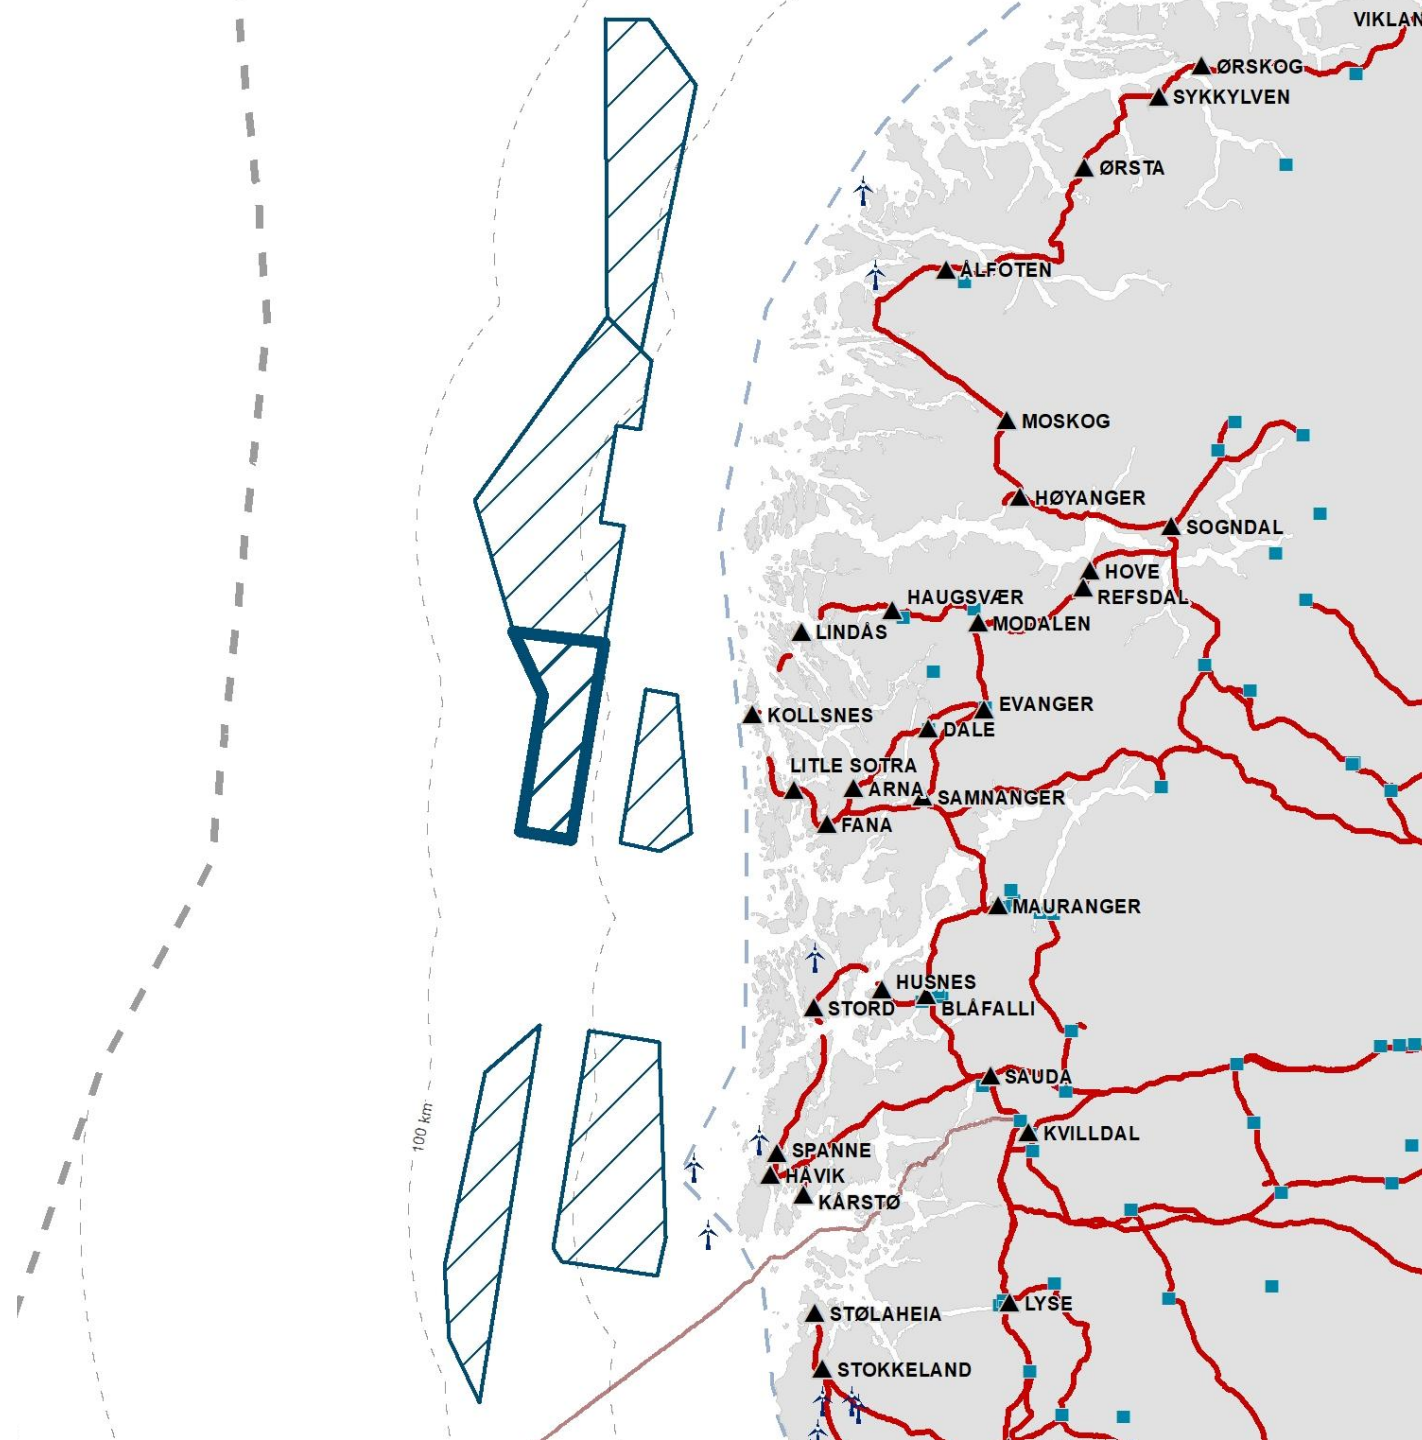 VIKLAN
ØRSKOG
SYKKYLVEN
ØRSTA
ÅLFOTEN
MOSKOG
HØYANGER
SOGNDAL
HOVE
REFSDAL
HAUGSVÆR
LINDÅS
MODALEN
EVANGER
KOLLSNES
DALE
LITLE SOTRA
ARNA
SAMNANGER
FANA
MAURANGER
HUSNES
STORD
BLÅFALLI
SAUDA
100 km
KVILLDAL
SPANNE
HÅVIK
KÅRSTØ
LYSE
STØLAHEIA
STOKKELAND